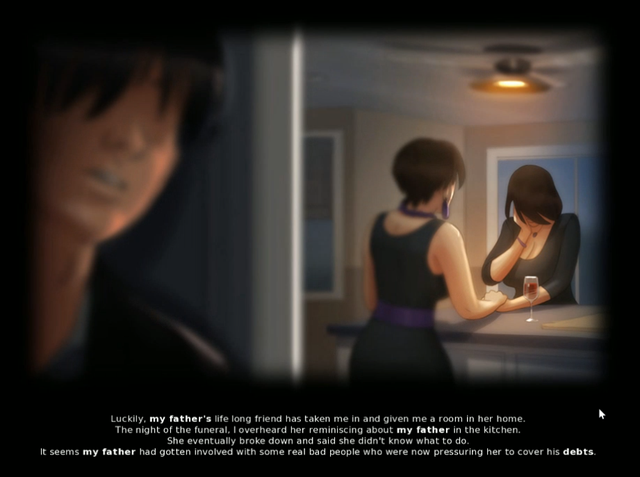 Luckily, my father's life long friend has taken me in and given me a room in her home.
The night of the funeral, I overheard her reminiscing about my father in the kitchen.
She eventually broke down and said she didn't know what to do.
It seems my father had gotten involved with some real bad people who were now pressuring her to cover his debts.